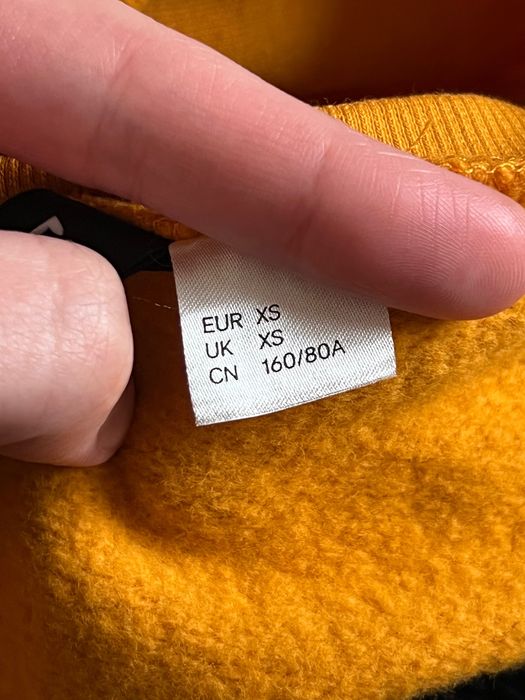 EUR XS
UK XS
CN 160/80A